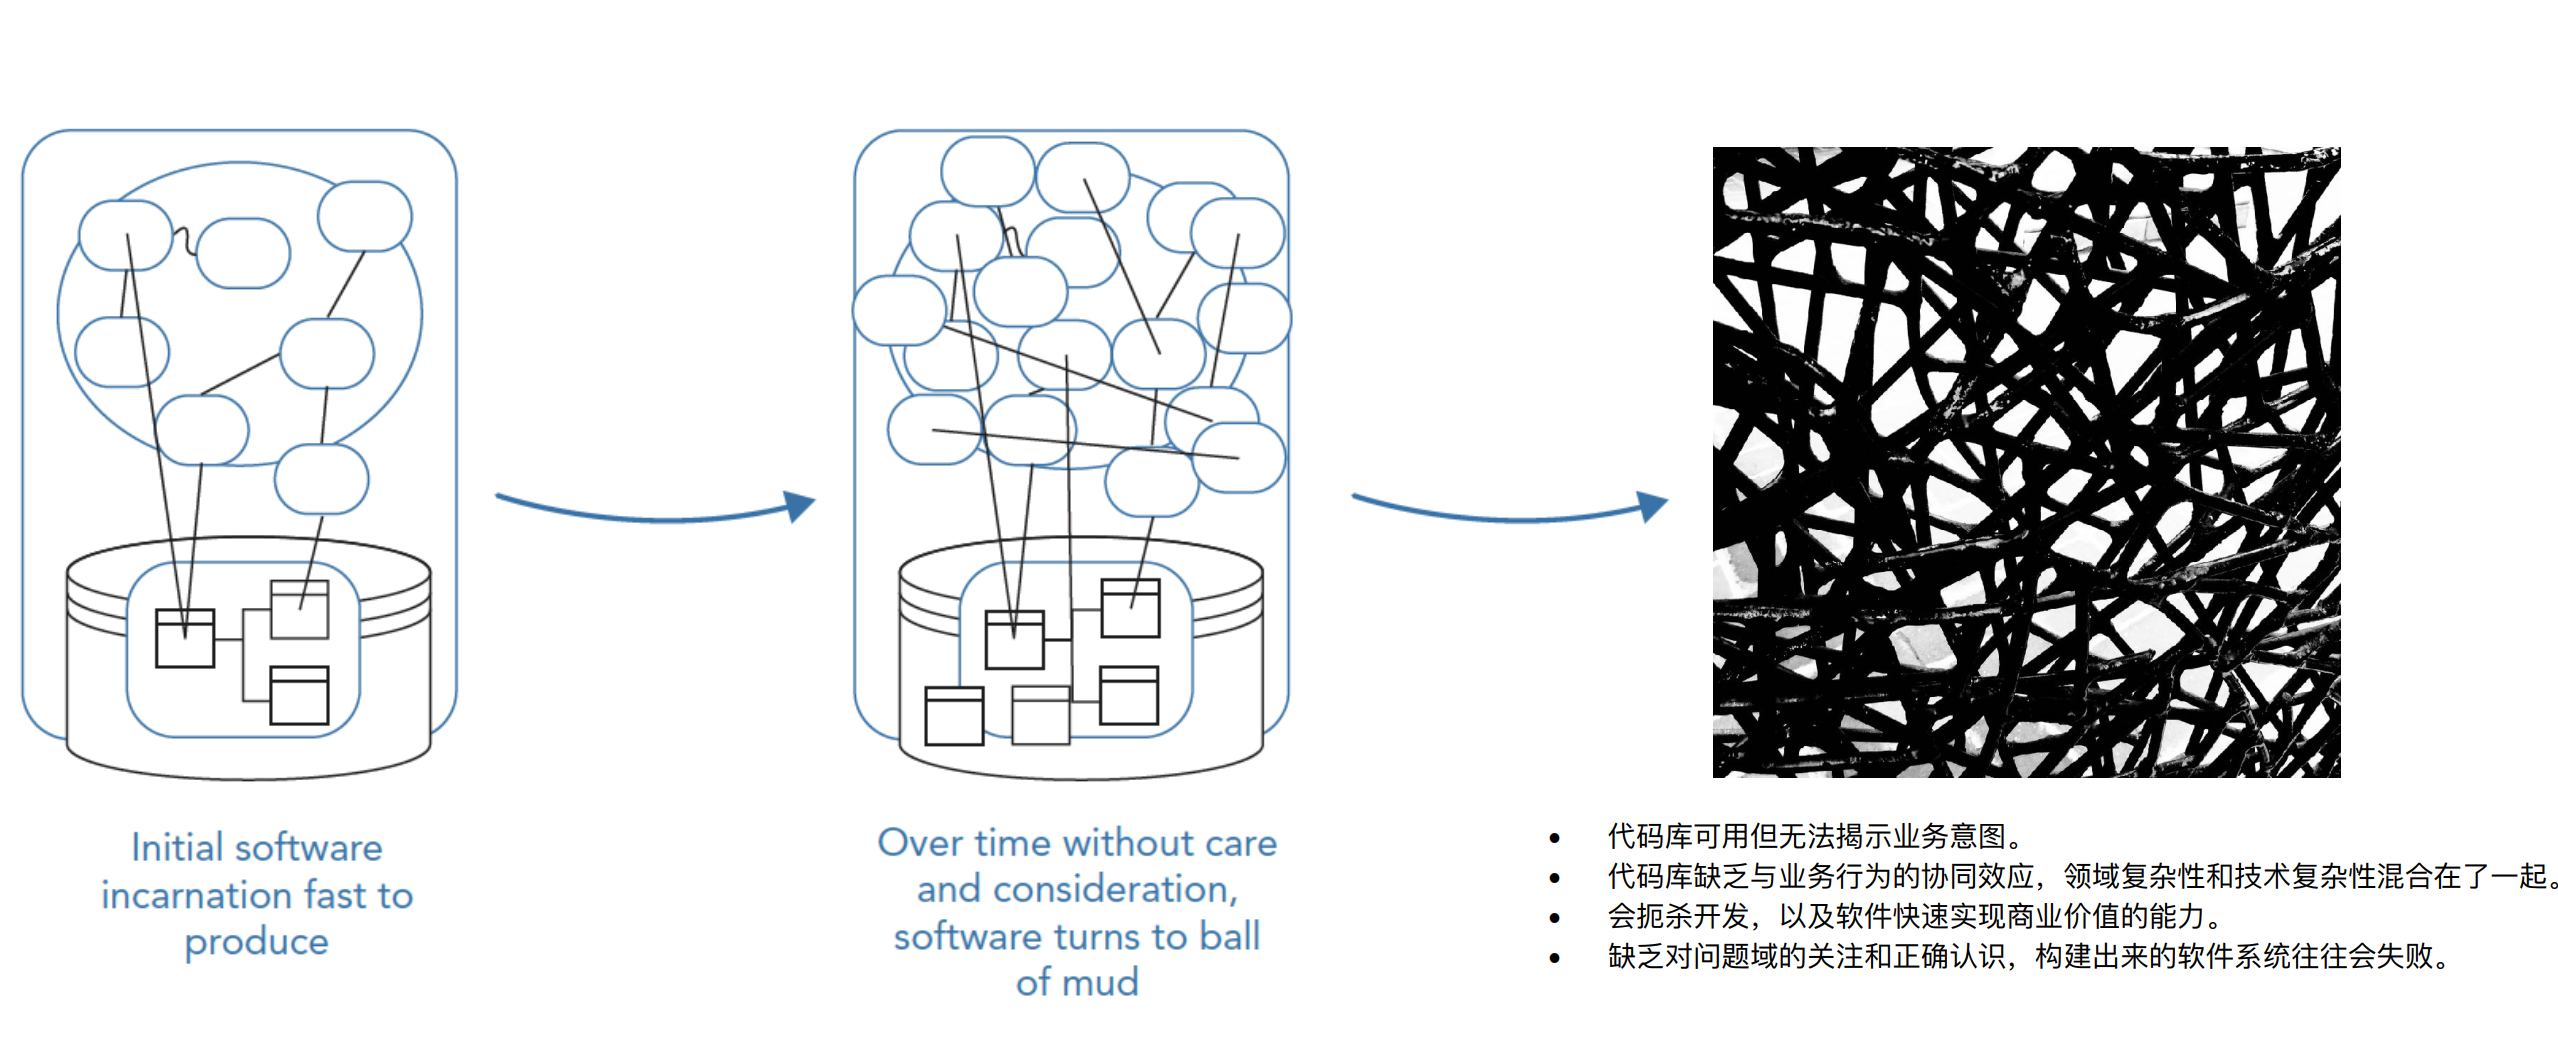 Initial software
incarnation fast to
produce
Over time without care
and consideration,
software turns to ball
of mud
• 代码库可用但无法揭示业务意图。
• 代码库缺乏与业务行为的协同效应，领域复杂性和技术复杂性混合在了一起。
• 会扼杀开发，以及软件快速实现商业价值的能力。
• 缺乏对问题域的关注和正确认识，构建出来的软件系统往往会失败。